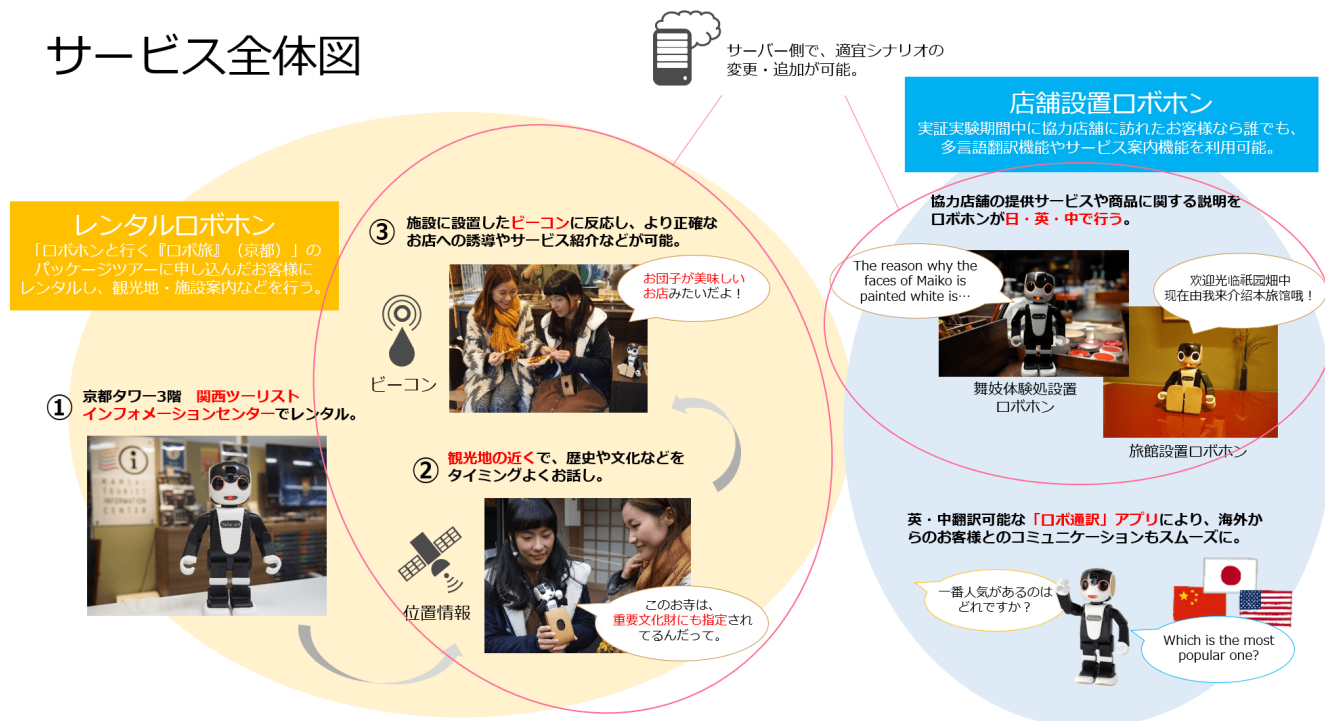 サービス全体図
サーバー側で、適宜シナリオの
変更・追加が可能。
レンタルロボホン
「ロボホンと行く『ロボ旅』（京都）」の
パッケージツアーに申し込んだお客様に
レンタルし、観光地・施設案内などを行う。
① 京都タワー3階　関西ツーリスト
インフォメーションセンターでレンタル。
i
KANSAI
TOURIST
INFORMATION
CENTER
② 観光地の近くで、歴史や文化などを
タイミングよくお話し。
位置情報
このお寺は、
重要文化財にも指定され
てるんだって。
③ 施設に設置したビーコンに反応し、より正確な
お店への誘導やサービス紹介などが可能。
ビーコン
お団子が美味しい
お店みたいだよ！
店舗設置ロボホン
実証実験期間中に協力店舗に訪れたお客様なら誰でも、
多言語翻訳機能やサービス案内機能を利用可能。
協力店舗の提供サービスや商品に関する説明を
ロボホンが日・英・中で行う。
The reason why the
faces of Maiko is
painted white is…
舞妓体験処設置
ロボホン
欢迎光临祇园畑中
现在由我来介绍本旅馆哦！
旅館設置ロボホン
英・中翻訳可能な「ロボ通訳」アプリにより、海外か
らのお客様とのコミュニケーションもスムーズに。
一番人気があるのは
どれですか？
Which is the most
popular one?